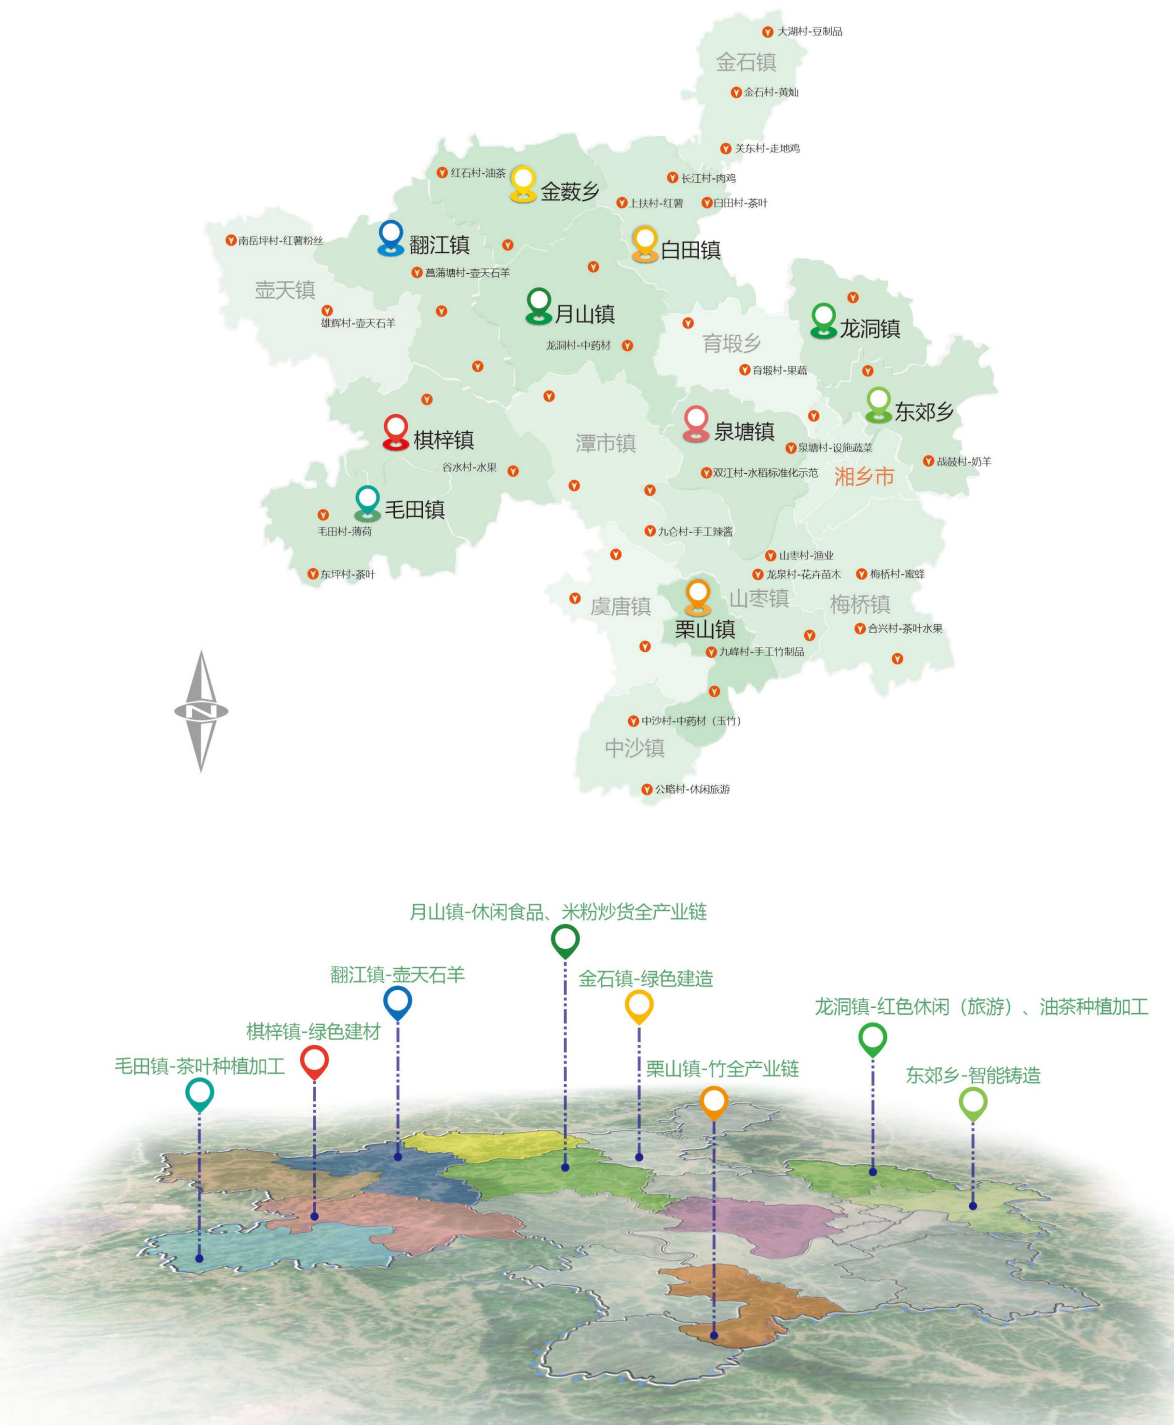 大湖村-豆制品
金石镇
金石村-黄灿
关东村-走地鸡
红石村-油茶
长江村-肉鸡
金薮乡
上扶村-红薯
白田村-茶叶
南岳坪村-红薯粉丝
翻江镇
白田镇
菖蒲塘村-壶天石羊
壶天镇
月山镇
雄辉村-壶天石羊
龙洞镇
龙洞村-中药材
育塅乡
育塅村-果蔬
东郊乡
棋梓镇
潭市镇
泉塘镇
泉塘村-设施蔬菜
谷水村-水果
战鼓村-奶羊
双江村-水稻标准化示范
湘乡市
毛田镇
毛田村-薄荷
九仑村-手工辣酱
山枣村-渔业
东坪村-茶叶
龙泉村-花卉苗木
梅桥村-蜜蜂
虞唐镇
山枣镇
梅桥镇
栗山镇
合兴村-茶叶水果
九峰村-手工竹制品
N
中沙村-中药材（玉竹）
中沙镇
公略村-休闲旅游
月山镇-休闲食品、米粉炒货全产业链
翻江镇-壶天石羊
金石镇-绿色建造
龙洞镇-红色休闲（旅游）、油茶种植加工
棋梓镇-绿色建材
毛田镇-茶叶种植加工
栗山镇-竹全产业链
东郊乡-智能铸造